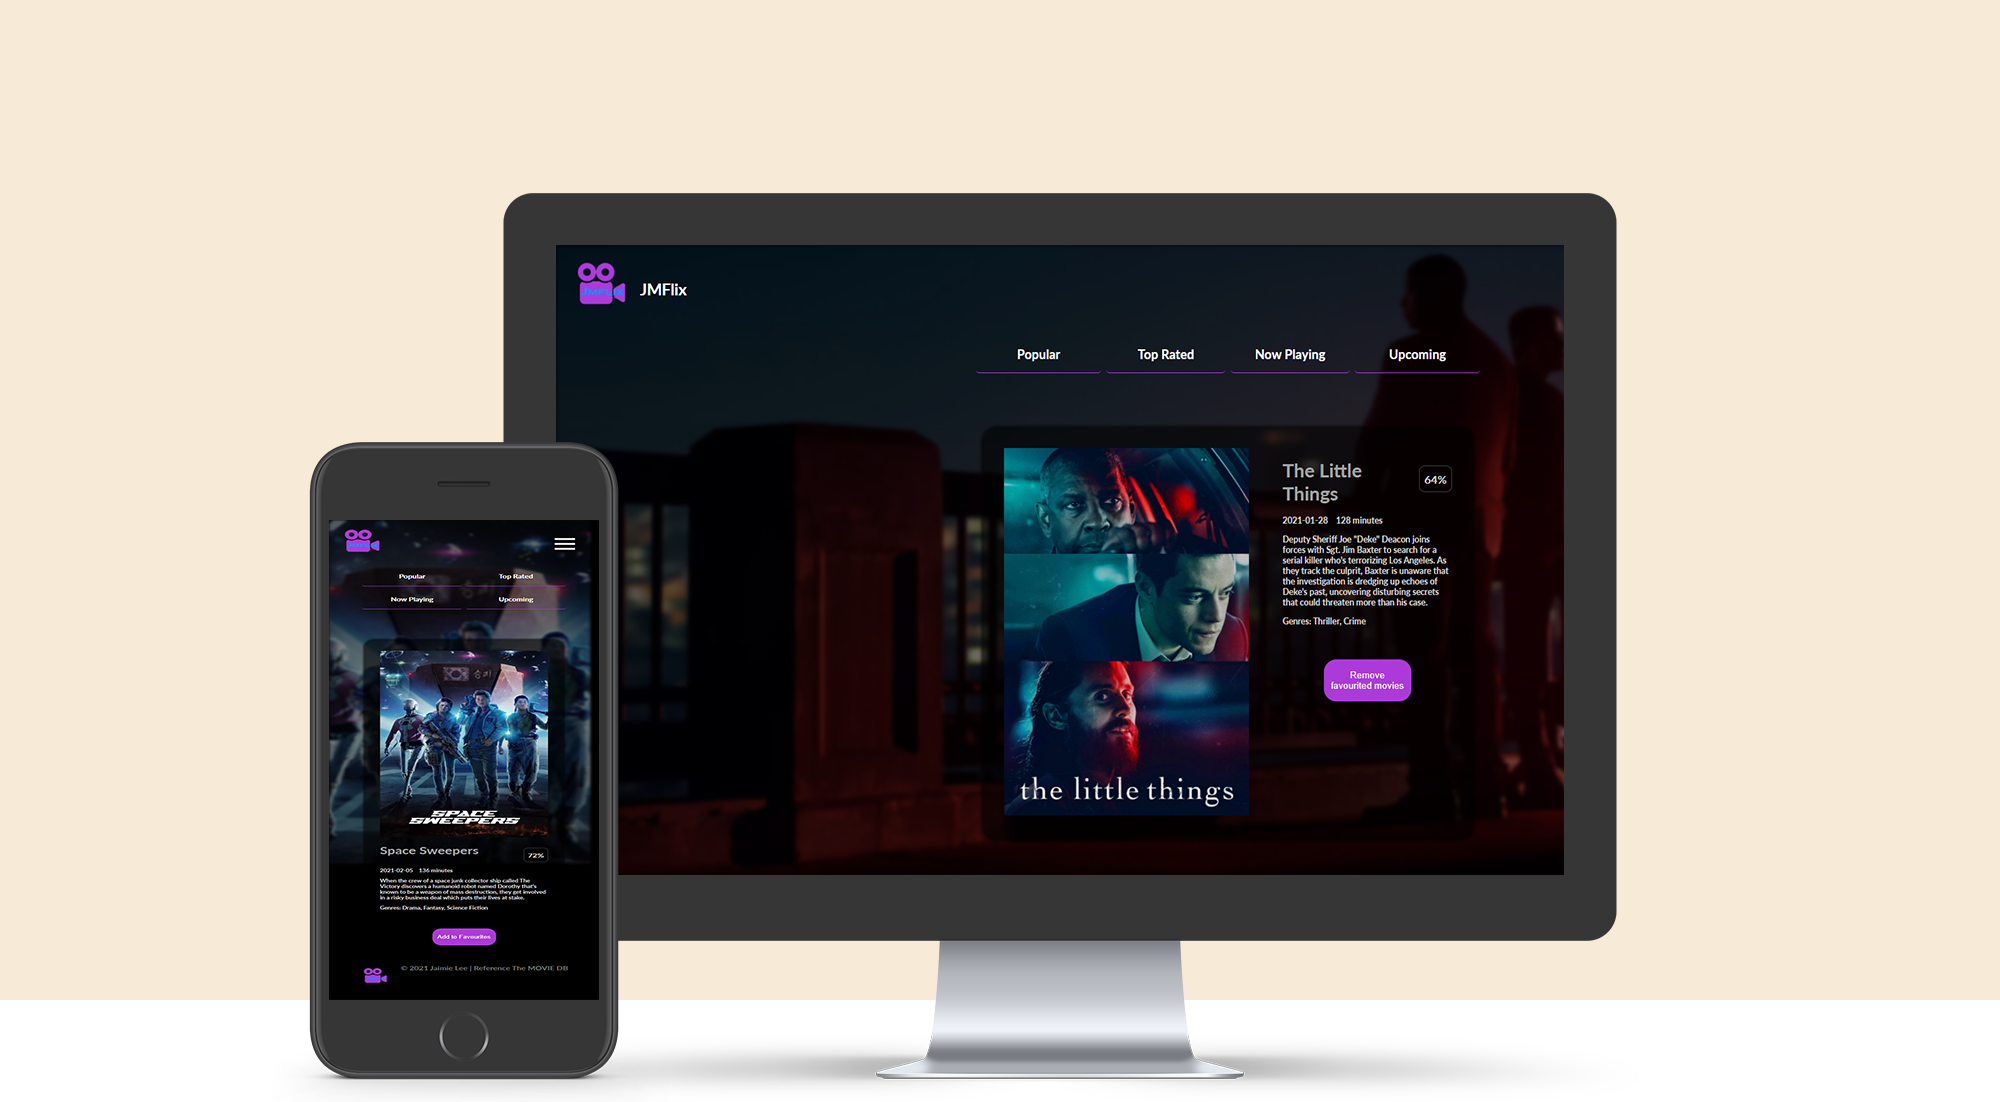 JMFlix
Popular
Top Rated
Now Playing
Upcoming
The Little
Things
64%
2021-01-28 128 minutes
Deputy Sheriff Joe "Deke" Deacon joins
forces with Sgt. Jim Baxter to search for a
serial killer who's terrorizing Los Angeles. As
they track the culprit, Baxter is unaware that
the investigation is dredging up echoes of
Deke's past, uncovering disturbing secrets
that could threaten more than his case.
Genres: Thriller, Crime
Remove
favourited movies
the little things
Popular
Top Rated
Now Playing
Upcoming
SPACE
SWEEPERS
Space Sweepers
72%
2021-02-05 136 minutes
When the crew of a space junk collector ship called The
Victory discovers a humanoid robot named Dorothy that's
known to be a weapon of mass destruction, they get involved
in a risky business deal which puts their lives at stake.
Genres: Drama, Fantasy, Science Fiction
Add to Favourites
© 2021 Jaimie Lee | Reference The MOVIE DB